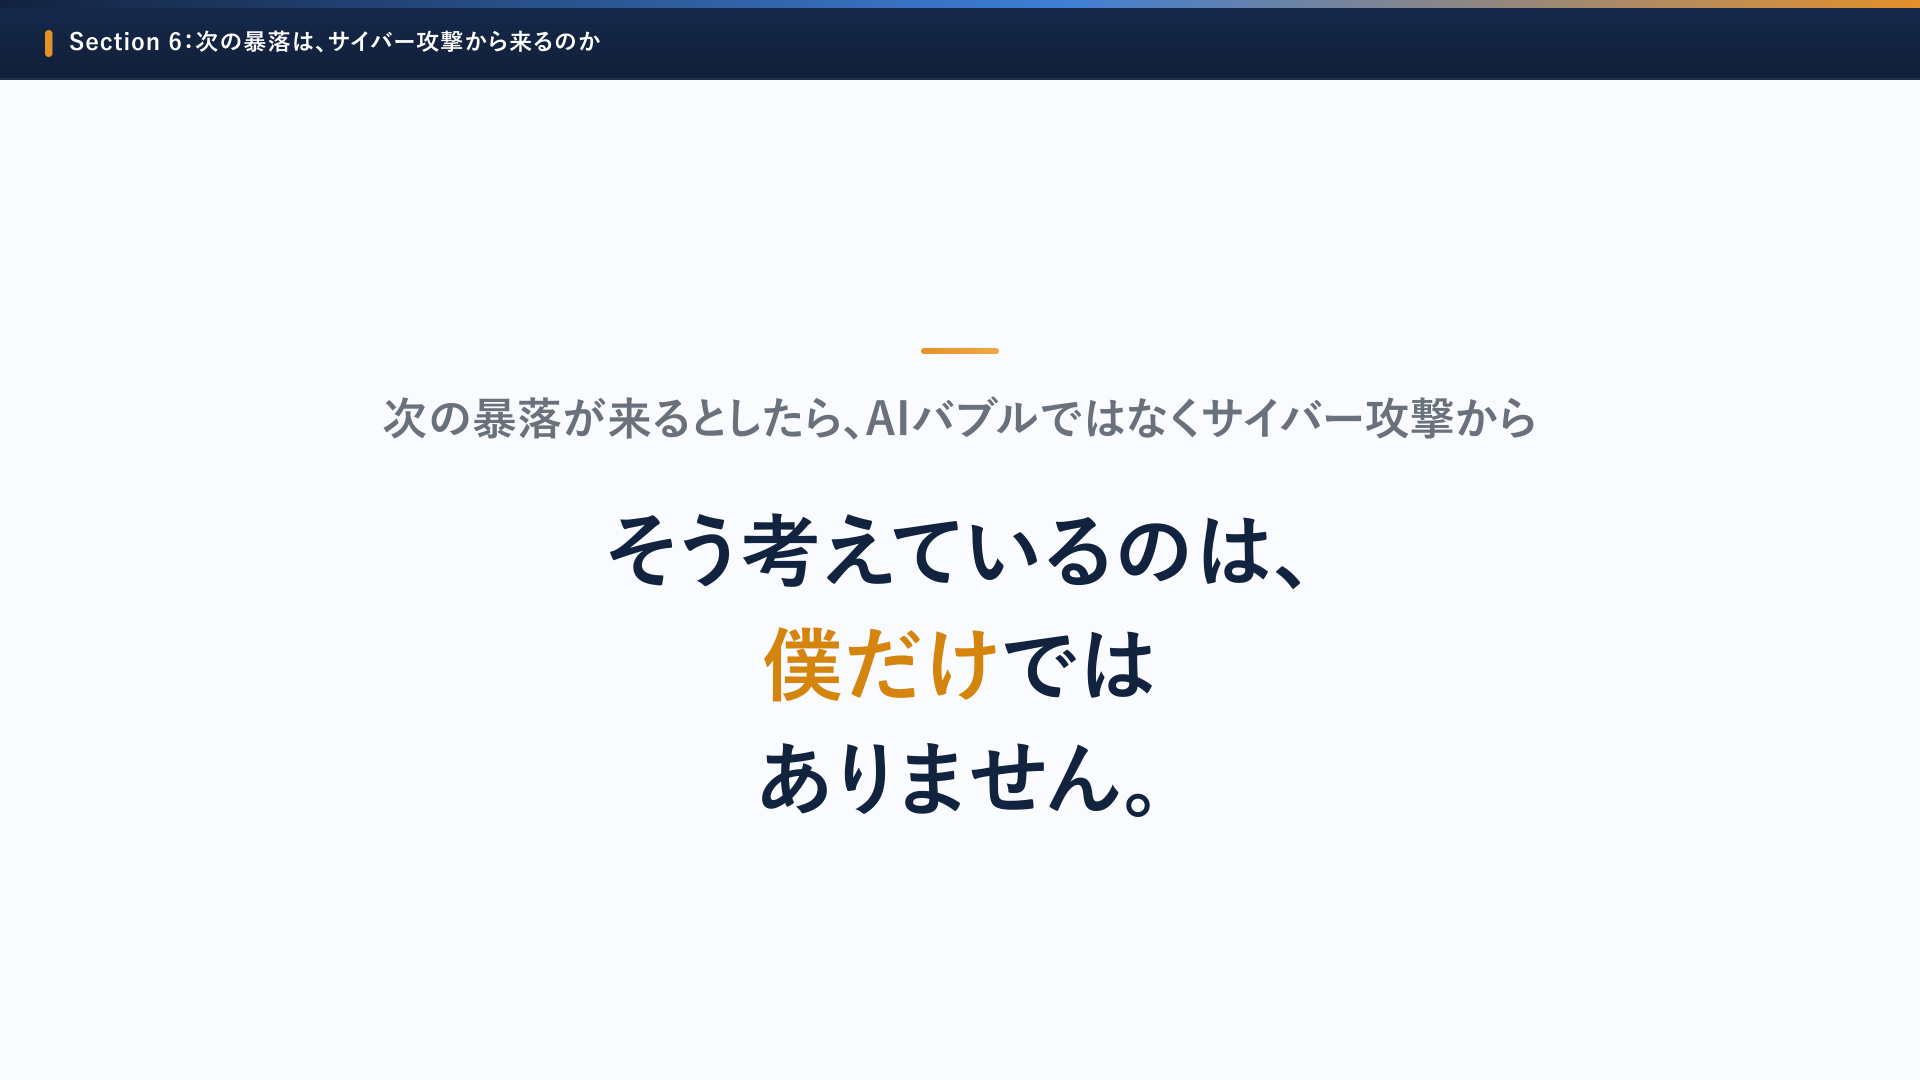 Section 6：次の暴落は、サイバー攻撃から来るのか
次の暴落が来るとしたら、AIバブルではなくサイバー攻撃から
そう考えているのは、
僕だけでは
ありません。